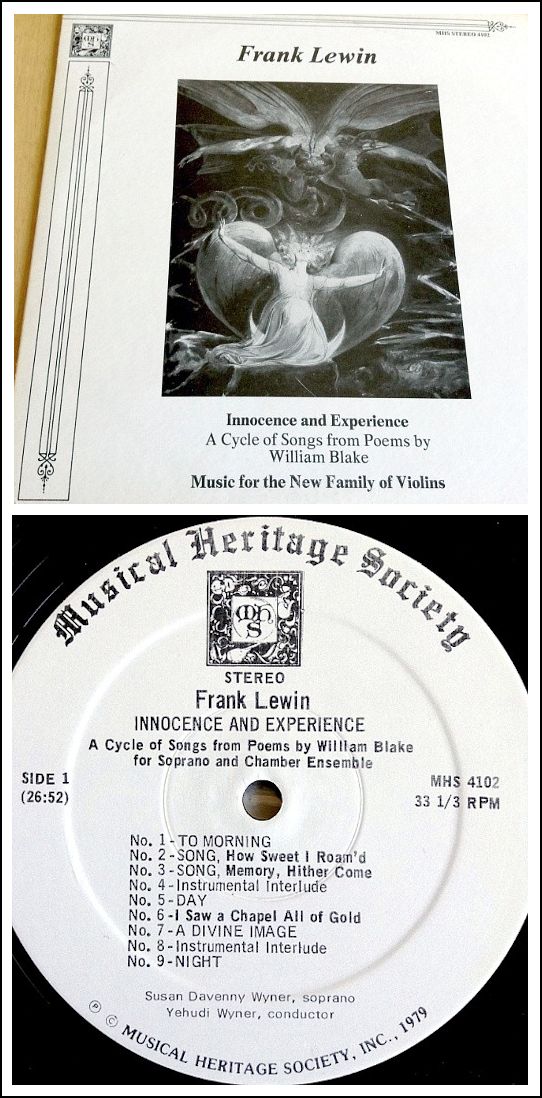 MHS STEREO 4102
mhs
Frank Lewin
Innocence and Experience
A Cycle of Songs from Poems by
William Blake
Music for the New Family of Violins
Musical Heritage Society
mh
s
STEREO
Frank Lewin
INNOCENCE AND EXPERIENCE
A Cycle of Songs from Poems by William Blake
for Soprano and Chamber Ensemble
SIDE 1
(26:52)
MHS 4102
33 1/3 RPM
No. 1-TO MORNING
No. 2-SONG, How Sweet I Roam'd
No. 3-SONG, Memory, Hither Come
No. 4-Instrumental Interlude
No. 5-DAY
No. 6-I Saw a Chapel All of Gold
No. 7-A DIVINE IMAGE
No. 8-Instrumental Interlude
No. 9-NIGHT
Susan Davenny Wyner, soprano
Yehudi Wyner, conductor
Ⓟ © MUSICAL HERITAGE SOCIETY, INC., 1979